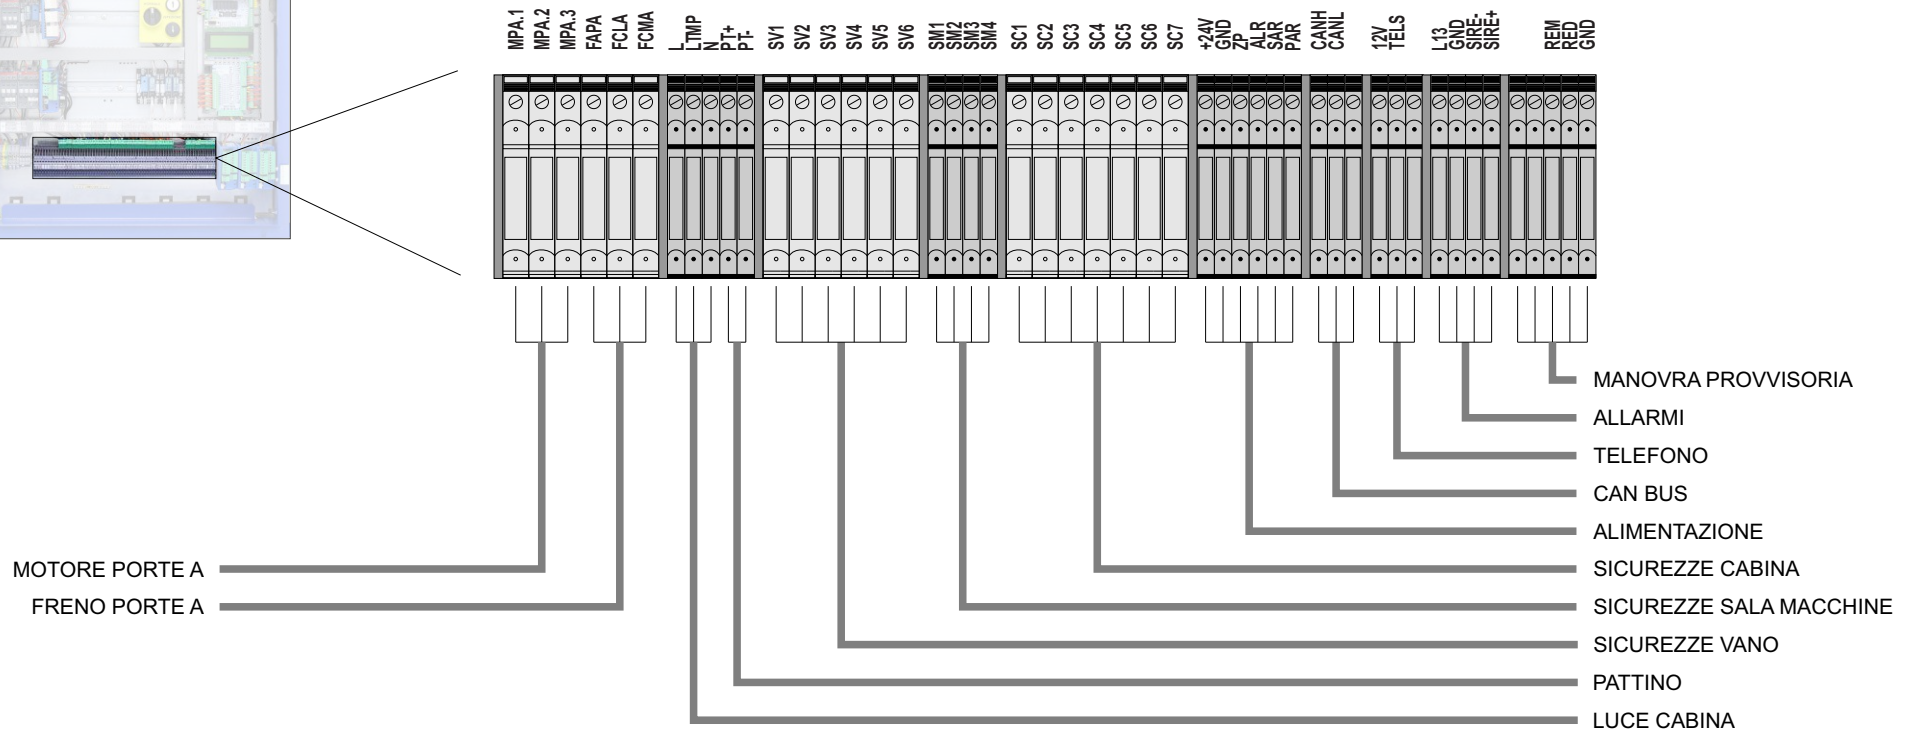 MPA.1 MPA.2 MPA.3 FAPA FCLA FCMA L LTMP N PT+ PT- SV1 SV2 SV3 SV4 SV5 SV6 SM1 SM2 SM3 SM4 SC1 SC2 SC3 SC4 SC5 SC6 SC7 +24V GND ZP ALR SAR PAR CANH CANL 12V TELS L13 GND SIRE- SIRE+ REM RED GND
MANOVRA PROVVISORIA
ALLARMI
TELEFONO
CAN BUS
ALIMENTAZIONE
MOTORE PORTE A
SICUREZZE CABINA
FRENO PORTE A
SICUREZZE SALA MACCHINE
SICUREZZE VANO
PATTINO
LUCE CABINA